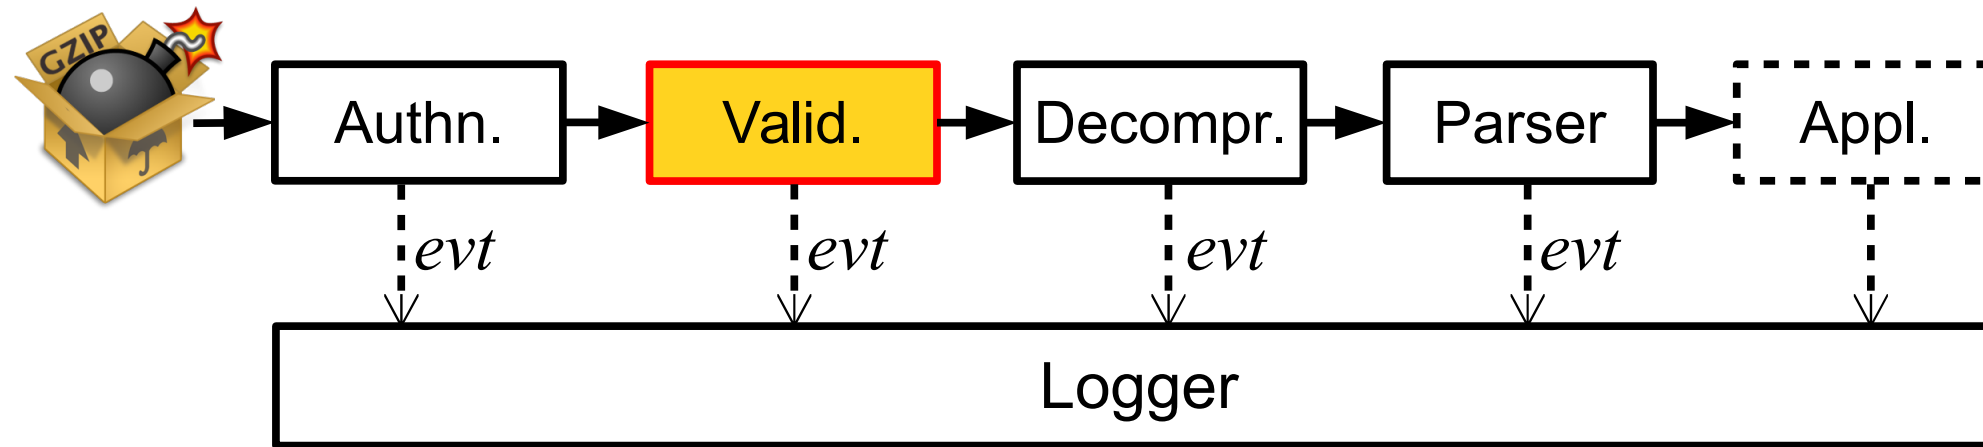 GZIP
Authn.
Valid.
Decompr.
Parser
Appl.
evt
evt
evt
evt
Logger